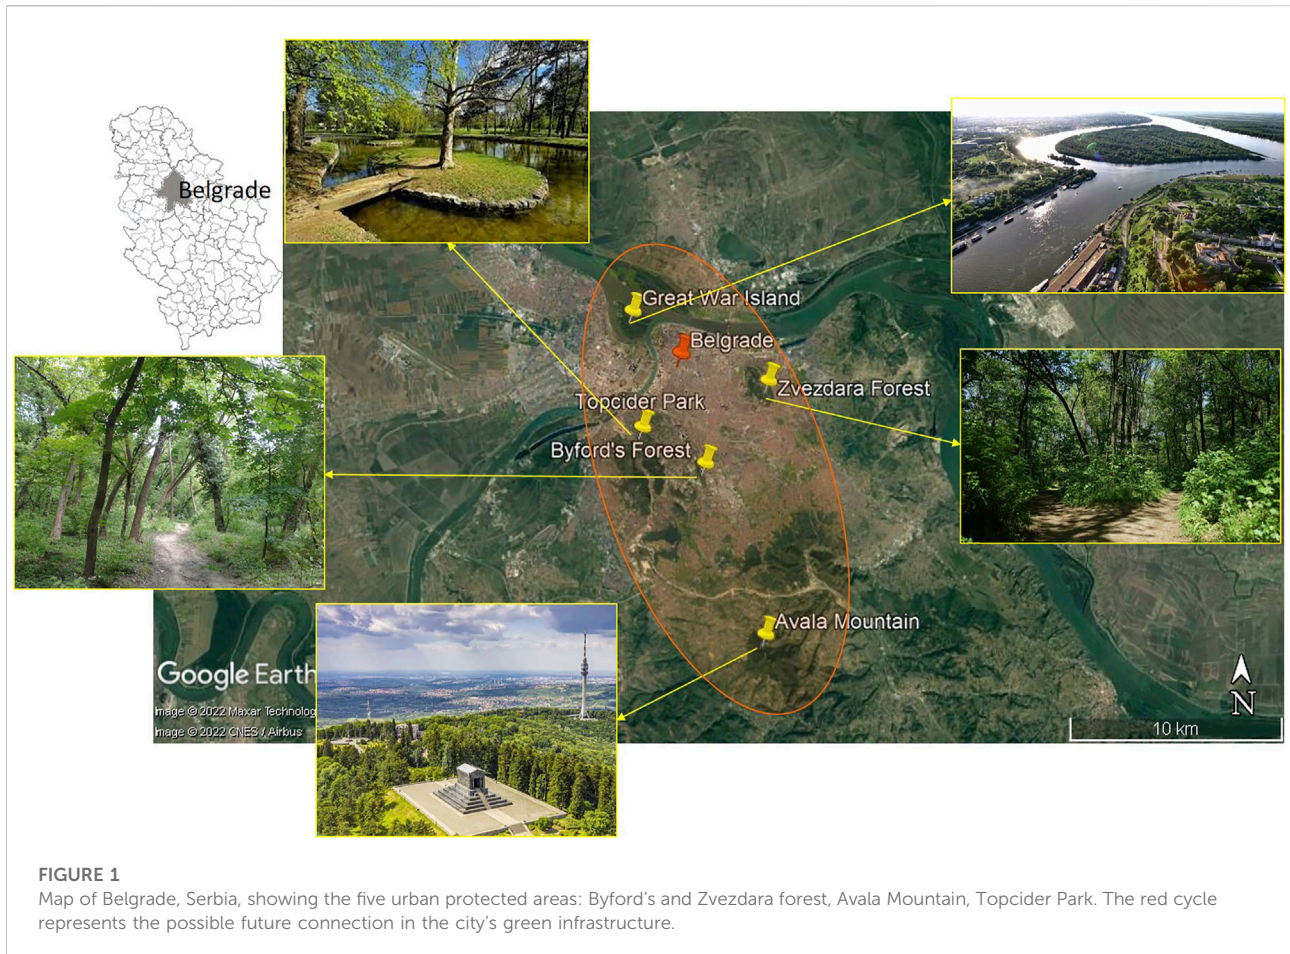 Belgrade
Great War Island
Belgrade
Zvezdara Forest
Topcider Park
Byford's Forest
Avala Mountain
Google Earth
Image © 2022 Maxar Technolog
Image © 2022 CNES / Airbus
N
10 km
FIGURE 1
Map of Belgrade, Serbia, showing the five urban protected areas: Byford's and Zvezdara forest, Avala Mountain, Topcider Park. The red cycle
represents the possible future connection in the city's green infrastructure.